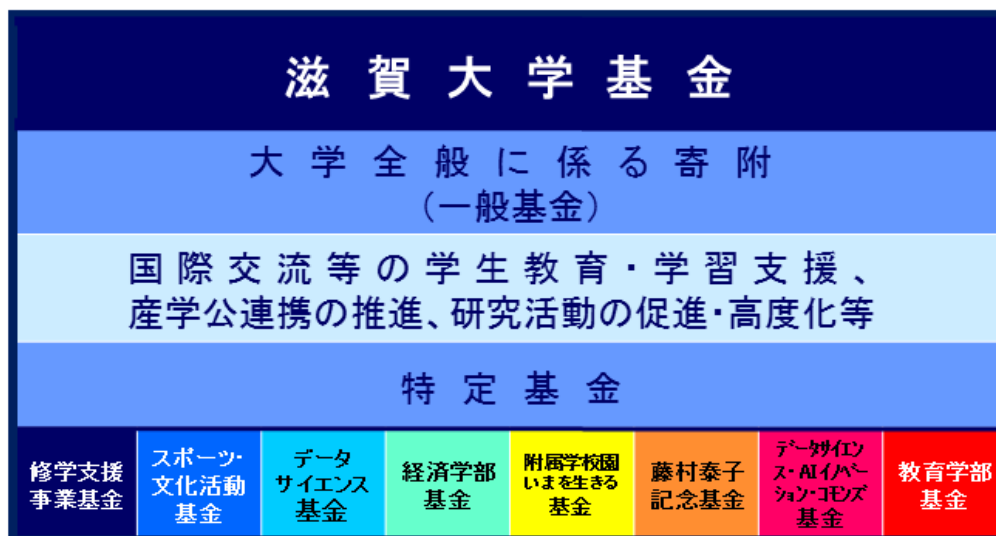 滋賀大学基金
大学全般に係る寄附
（一般基金）
国際交流等の学生教育・学習支援、
産学公連携の推進、研究活動の促進・高度化等
特定基金
修学支援
事業基金
スポーツ・
文化活動
基金
データ
サイエンス
基金
経済学部
基金
附属学校園
いまを生きる
基金
藤村泰子
記念基金
ﾃﾞｰﾀｻｲｴﾝ
ｽ・AIｲﾉﾍﾞｰ
ｼｮﾝ・ｺﾓﾝｽﾞ
基金
教育学部
基金